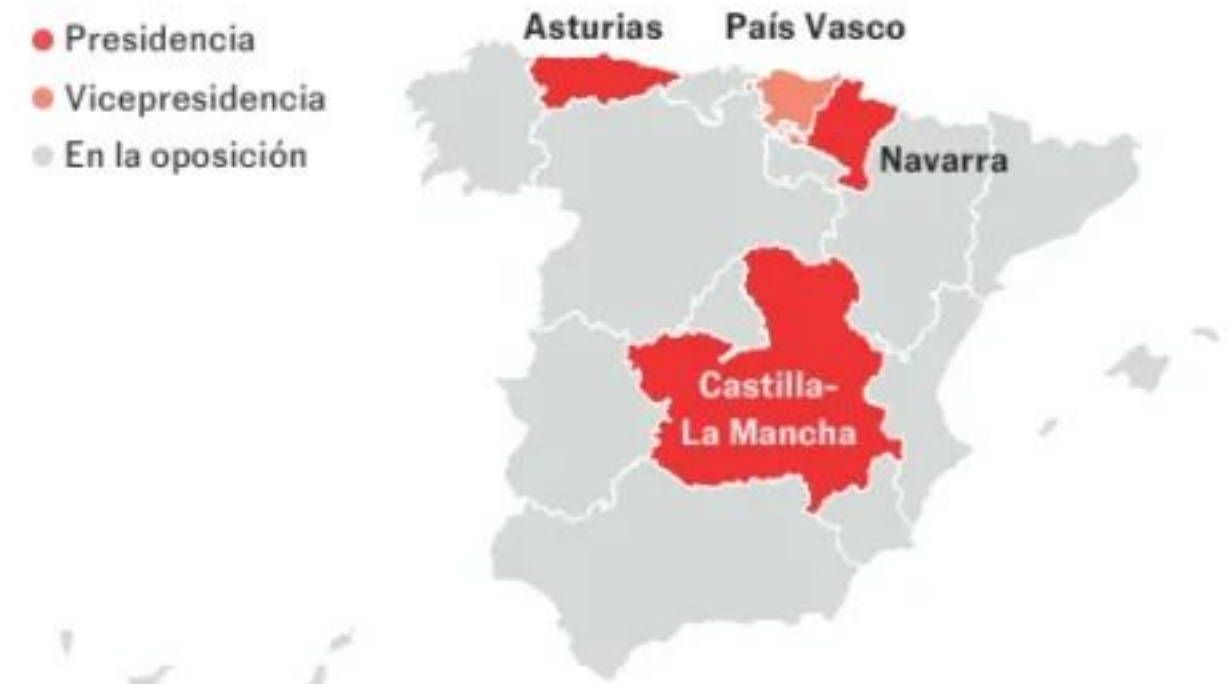 Presidencia
Vicepresidencia
En la oposición
Asturias
País Vasco
Navarra
Castilla-
La Mancha